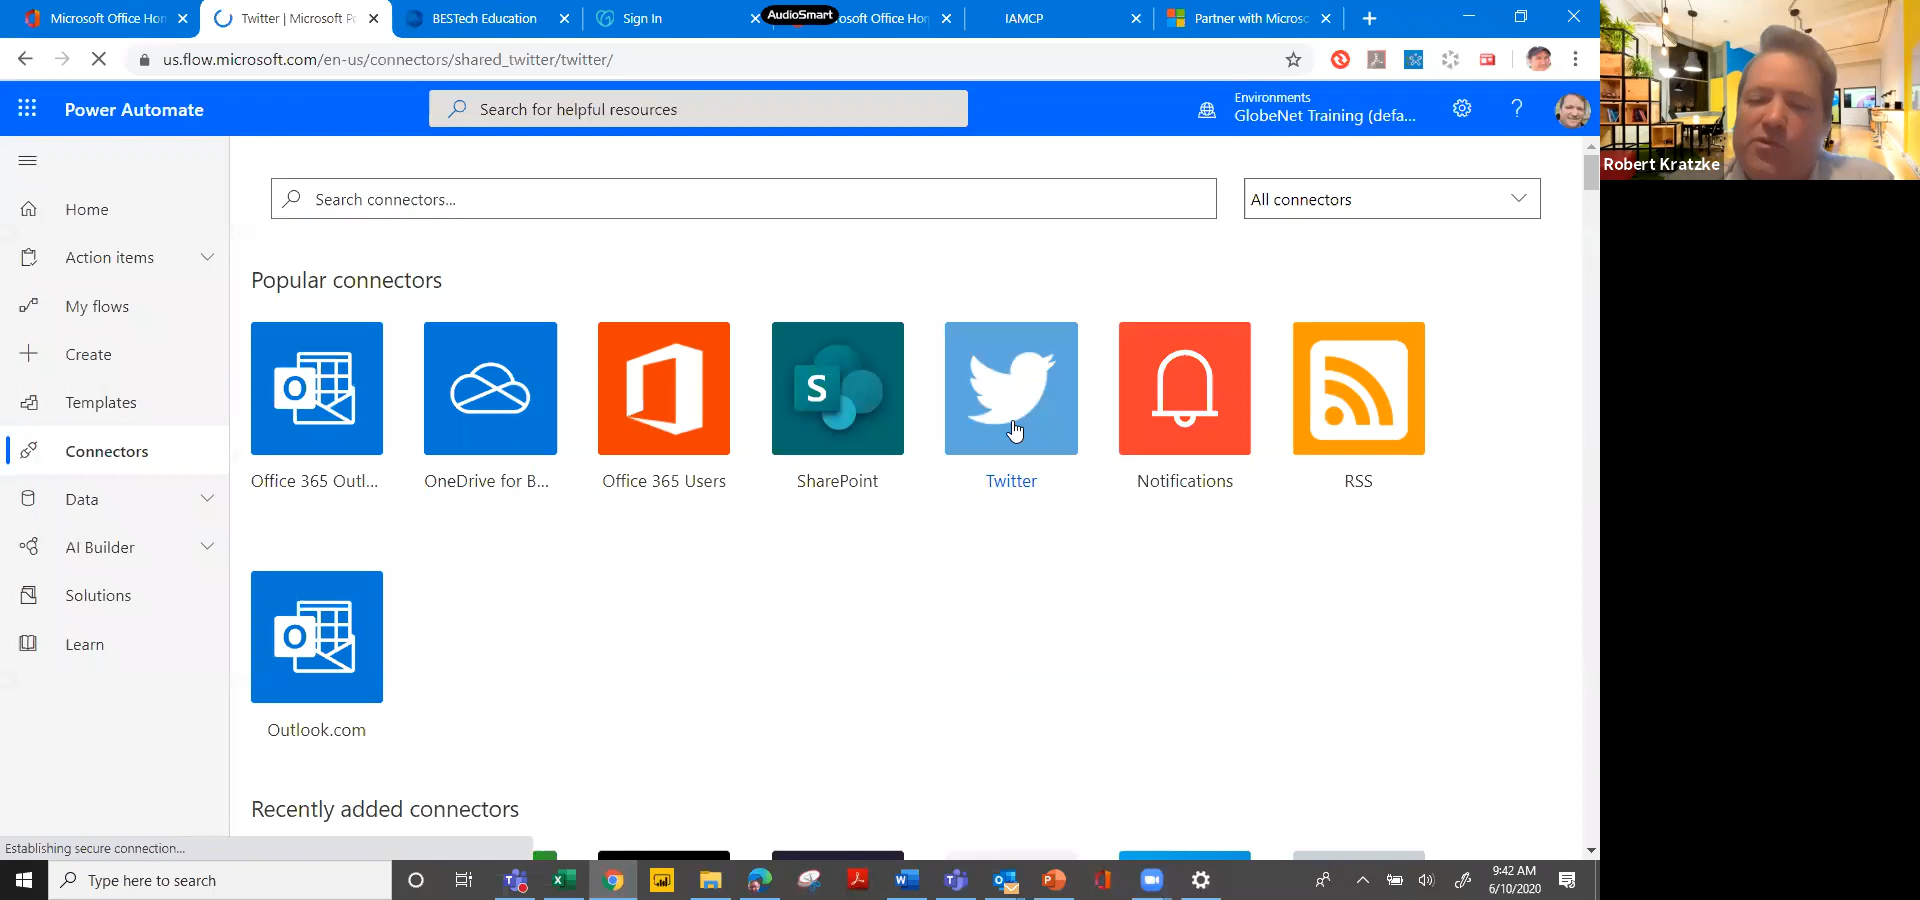 Microsoft Office Hor
Twitter | Microsoft Po
BESTech Education
Sign In
AudioSmart
osoft Office Hor
IAMCP
Partner with Microso
us.flow.microsoft.com/en-us/connectors/shared_twitter/twitter/
Power Automate
Search for helpful resources
Environments
GlobeNet Training (defa...
Robert Kratzke
Home
Action items
My flows
Create
Templates
Connectors
Data
AI Builder
Solutions
Learn
Search connectors...
All connectors
Popular connectors
Office 365 Outl...
OneDrive for B...
Office 365 Users
SharePoint
Twitter
Notifications
RSS
Outlook.com
Recently added connectors
Establishing secure connection...
Type here to search
9:42 AM
6/10/2020